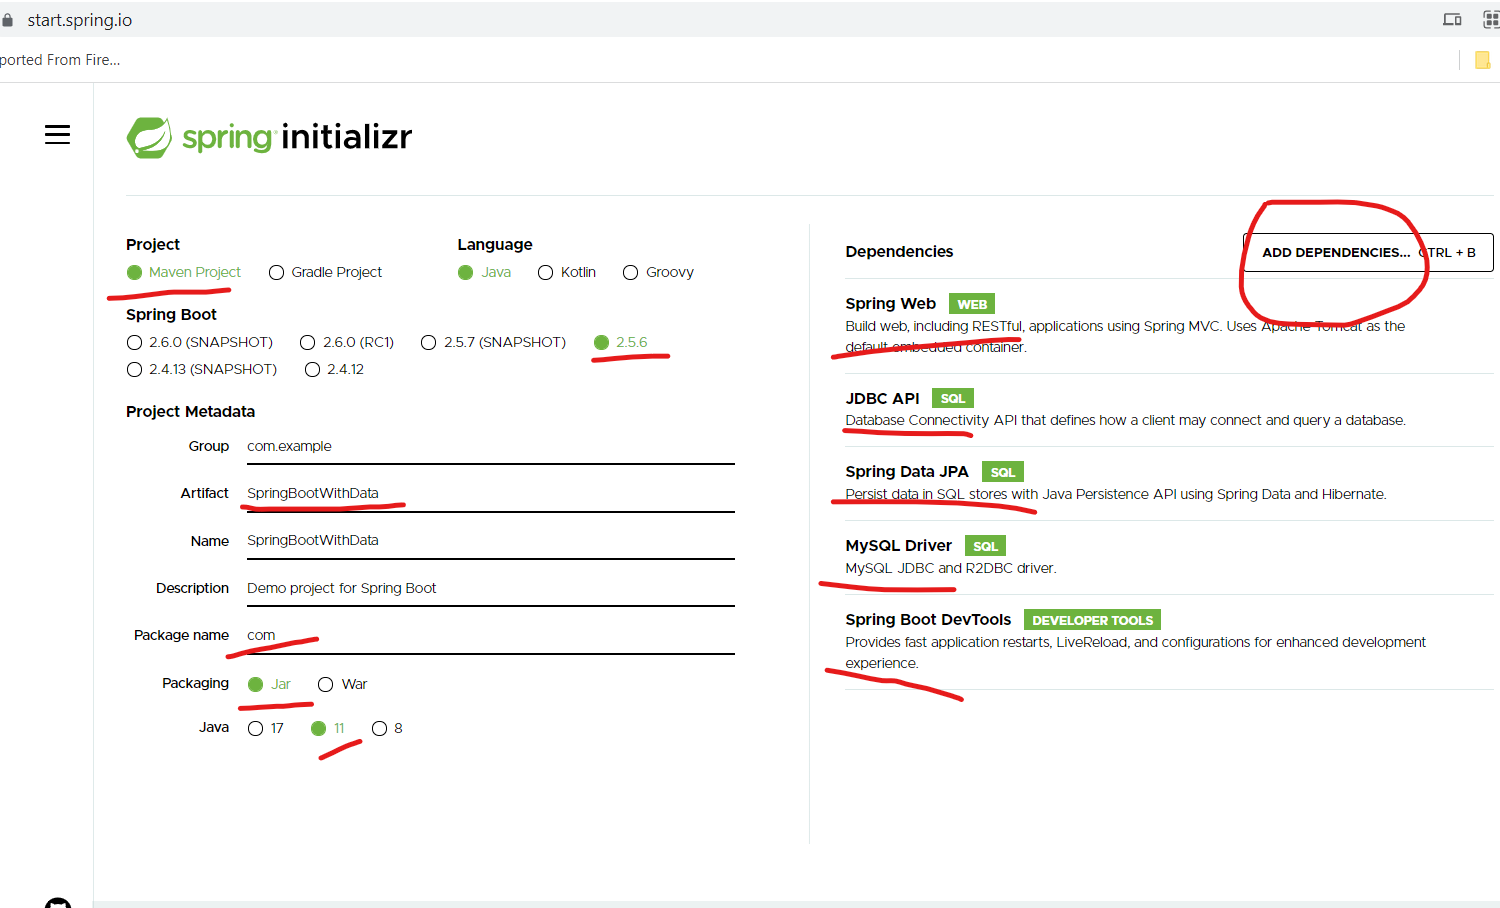 start.spring.io
ported From Fire...
spring initializr
Project
Maven Project Gradle Project
Language
Java Kotlin Groovy
Spring Boot
2.6.0 (SNAPSHOT) 2.6.0 (RC1) 2.5.7 (SNAPSHOT) 2.5.6
2.4.13 (SNAPSHOT) 2.4.12
Project Metadata
Group com.example
Artifact SpringBootWithData
Name SpringBootWithData
Description Demo project for Spring Boot
Package name com
Packaging Jar War
Java 17 11 8
Dependencies
ADD DEPENDENCIES... CTRL + B
Spring Web WEB
Build web, including RESTful, applications using Spring MVC. Uses Apache Tomcat as the
default embedded container.
JDBC API SQL
Database Connectivity API that defines how a client may connect and query a database.
Spring Data JPA SQL
Persist data in SQL stores with Java Persistence API using Spring Data and Hibernate.
MySQL Driver SQL
MySQL JDBC and R2DBC driver.
Spring Boot DevTools DEVELOPER TOOLS
Provides fast application restarts, LiveReload, and configurations for enhanced development
experience.